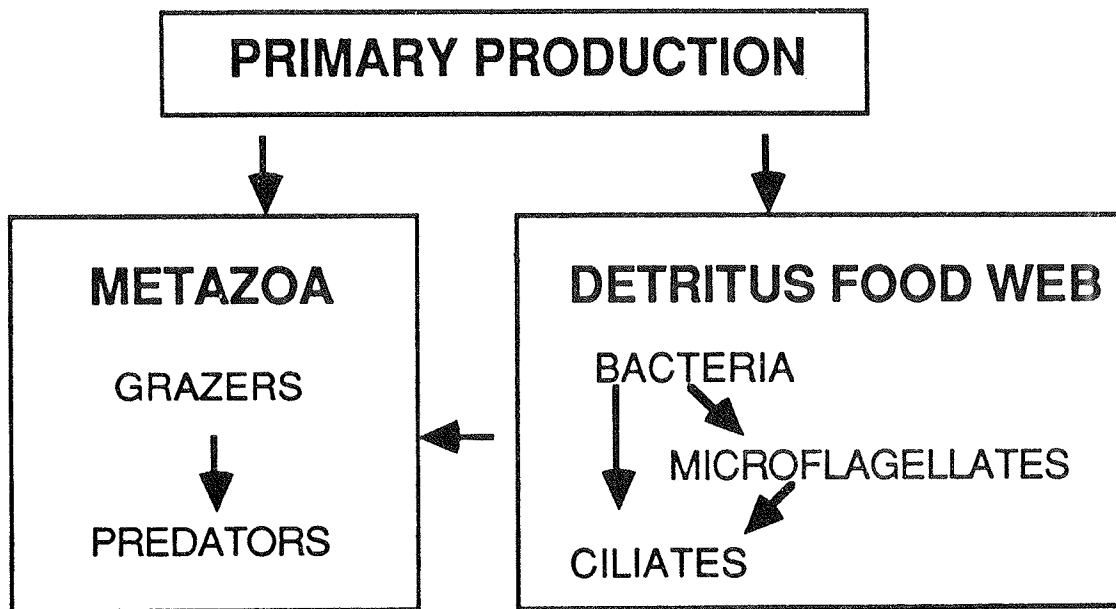 PRIMARY PRODUCTION
METAZOA
GRAZERS
PREDATORS
DETRITUS FOOD WEB
BACTERIA
MICROFLAGELLATES
CILIATES